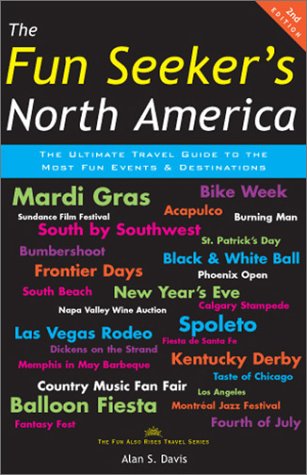 The
2nd
EDITION
Fun Seeker's
North America
THE ULTIMATE TRAVEL GUIDE TO THE
MOST FUN EVENTS & DESTINATIONS
Mardi Gras
Bike Week
Sundance Film Festival
Acapulco
Burning Man
South by Southwest
St. Patrick's Day
Bumbershoot
Black & White Ball
Frontier Days
Phoenix Open
South Beach
New Year's Eve
Calgary Stampede
Napa Valley Wine Auction
Las Vegas Rodeo
Spoleto
Fiesta de Santa Fe
Dickens on the Strand
Memphis in May Barbeque
Kentucky Derby
Taste of Chicago
Country Music Fan Fair
Los Angeles
Balloon Fiesta
Montréal Jazz Festival
Fantasy Fest
Fourth of July
THE FUN ALSO RISES TRAVEL SERIES
Alan S. Davis